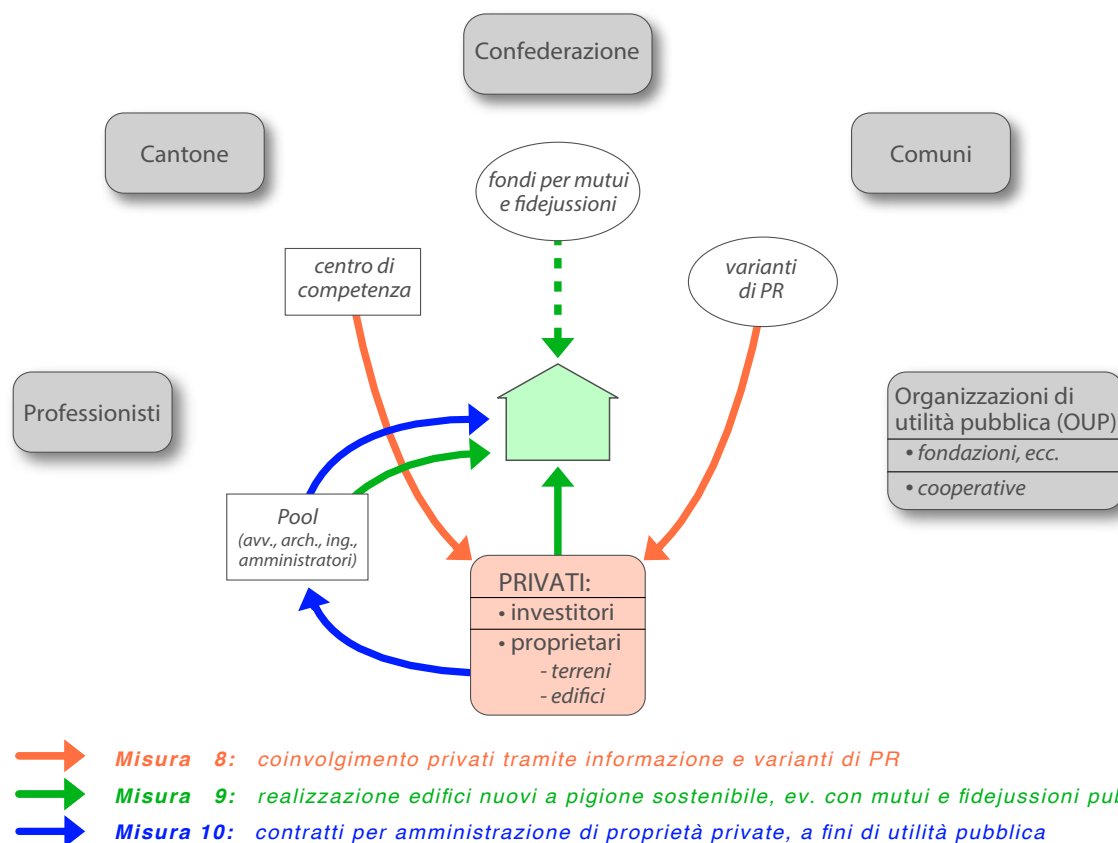 Confederazione
Cantone
Comuni
fondi per mutui
e fidejussioni
centro di
competenza
varianti
di PR
Professionisti
Organizzazioni di
utilità pubblica (OUP)
• fondazioni, ecc.
• cooperative
Pool
(avv., arch., ing.,
amministratori)
PRIVATI:
• investitori
• proprietari
- terreni
- edifici
Misura 8: coinvolgimento privati tramite informazione e varianti di PR
Misura 9: realizzazione edifici nuovi a pigione sostenibile, ev. con mutui e fidejussioni
Misura 10: contratti per amministrazione di proprietà private, a fini di utilità pubblica